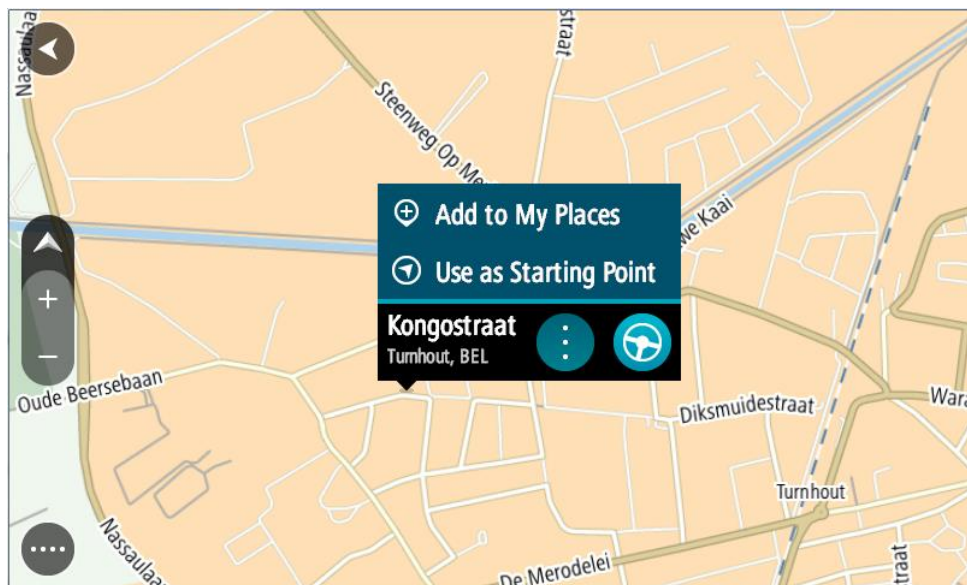 Nassaulaa
straat
Steenweg Op Me
Add to My Places
we Kaai
Use as Starting Point
Kongostraat
Turnhout, BEL
Oude Beersebaan
Diksmuidestraat
Wara
Turnhout
Nassaulaa
De Merodelei
straat